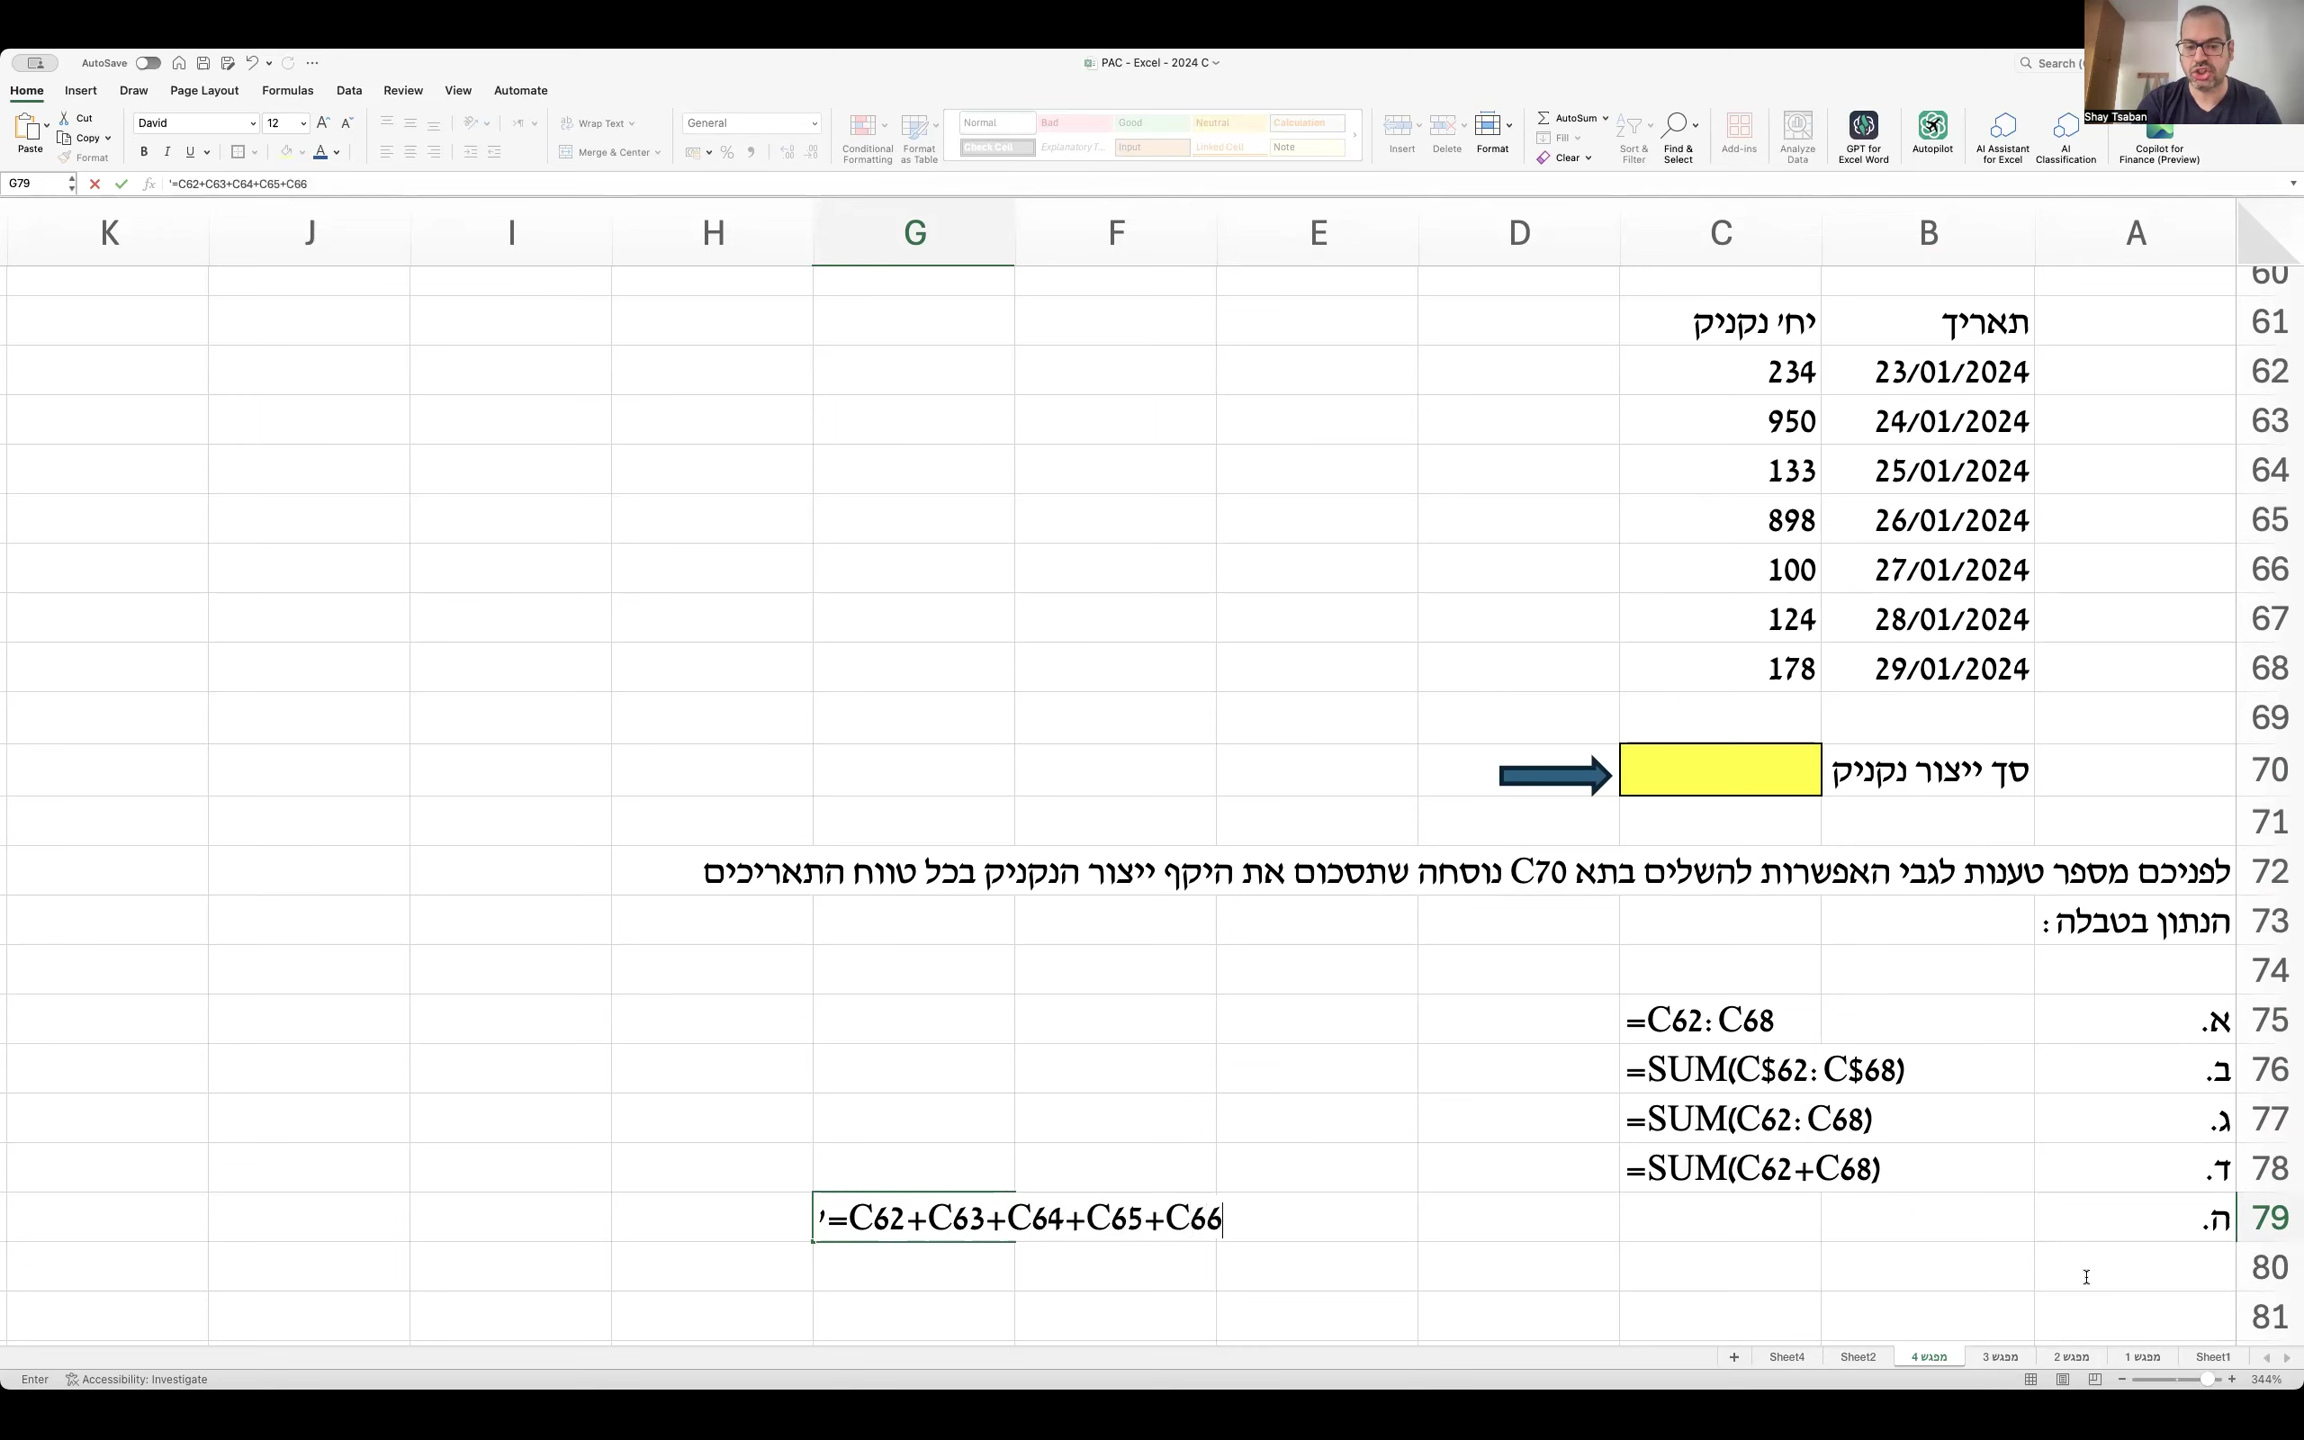 Shay Tsaban
AutoSave
PAC - Excel - 2024 C
Search (
Home Insert Draw Page Layout Formulas Data Review View Automate
Paste
Cut
Copy
Format
David 12
B I U
Wrap Text
Merge & Center
General
Conditional Formatting
Format as Table
Normal Bad Good Neutral Calculation
Check Cell Explanatory T... Input Linked Cell Note
Insert Delete Format
AutoSum
Fill
Clear
Sort & Filter
Find & Select
Add-ins
Analyze Data
GPT for Excel Word
Autopilot
AI Assistant for Excel
AI Classification
Copilot for Finance (Preview)
G79 fx '=C62+C63+C64+C65+C66
K J I H G F E D C B A
60
61 תאריך יח' נקניק
62 23/01/2024 234
63 24/01/2024 950
64 25/01/2024 133
65 26/01/2024 898
66 27/01/2024 100
67 28/01/2024 124
68 29/01/2024 178
69
70 סך ייצור נקניק
71
72 לפניכם מספר טענות לגבי האפשרות להשלים בתא C70 נוסחה שתסכום את היקף ייצור הנקניק בכל טווח התאריכים
73 הנתון בטבלה :
74
75 א. =C62:C68
76 ב. =SUM(C$62:C$68)
77 ג. =SUM(C62:C68)
78 ד. =SUM(C62+C68)
79 ה. '=C62+C63+C64+C65+C66
80
81
Sheet4 Sheet2 מפגש 4 מפגש 3 מפגש 2 מפגש 1 Sheet1
Enter Accessibility: Investigate 344%